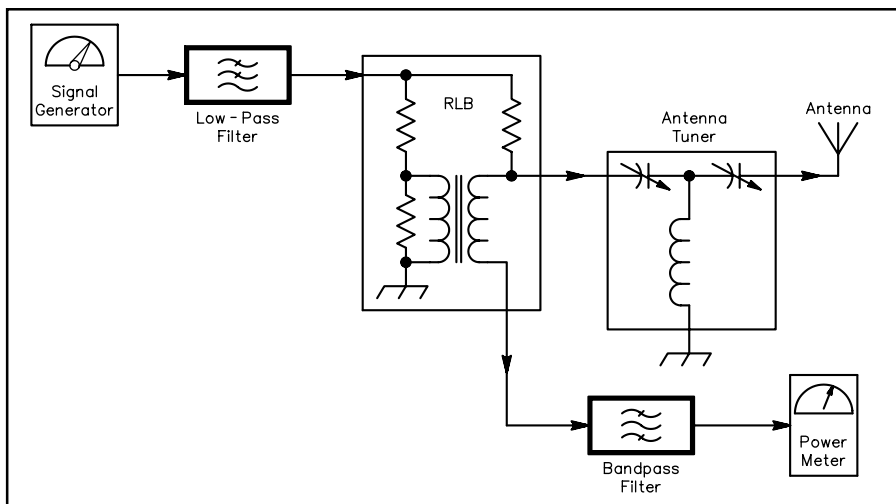 Signal
Generator
Low-Pass
Filter
RLB
Antenna
Tuner
Antenna
Bandpass
Filter
Power
Meter